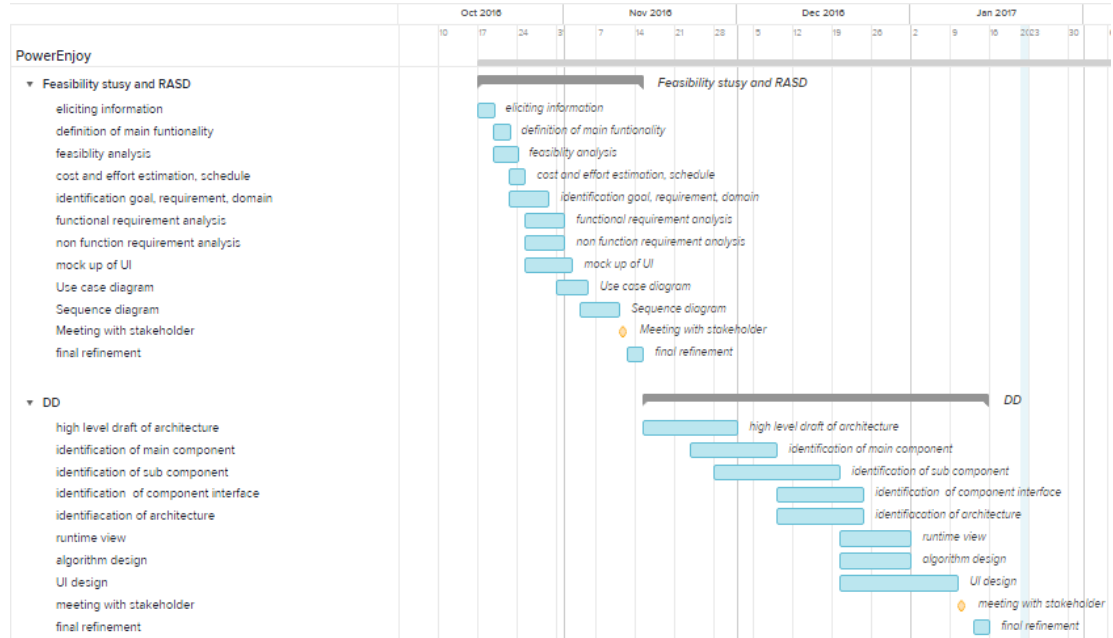 Oct 2016 Nov 2016 Dec 2016 Jan 2017
10 17 24 31 7 14 21 28 5 12 19 26 2 9 16 2023 30
PowerEnjoy
Feasibility stusy and RASD Feasibility stusy and RASD
eliciting information eliciting information
definition of main funtionality definition of main funtionality
feasiblity analysis feasiblity analysis
cost and effort estimation, schedule cost and effort estimation, schedule
identification goal, requirement, domain identification goal, requirement, domain
functional requirement analysis functional requirement analysis
non function requirement analysis non function requirement analysis
mock up of UI mock up of UI
Use case diagram Use case diagram
Sequence diagram Sequence diagram
Meeting with stakeholder Meeting with stakeholder
final refinement final refinement
DD DD
high level draft of architecture high level draft of architecture
identification of main component identification of main component
identification of sub component identification of sub component
identification of component interface identification of component interface
identifiacation of architecture identifiacation of architecture
runtime view runtime view
algorithm design algorithm design
UI design UI design
meeting with stakeholder meeting with stakeholder
final refinement final refinement